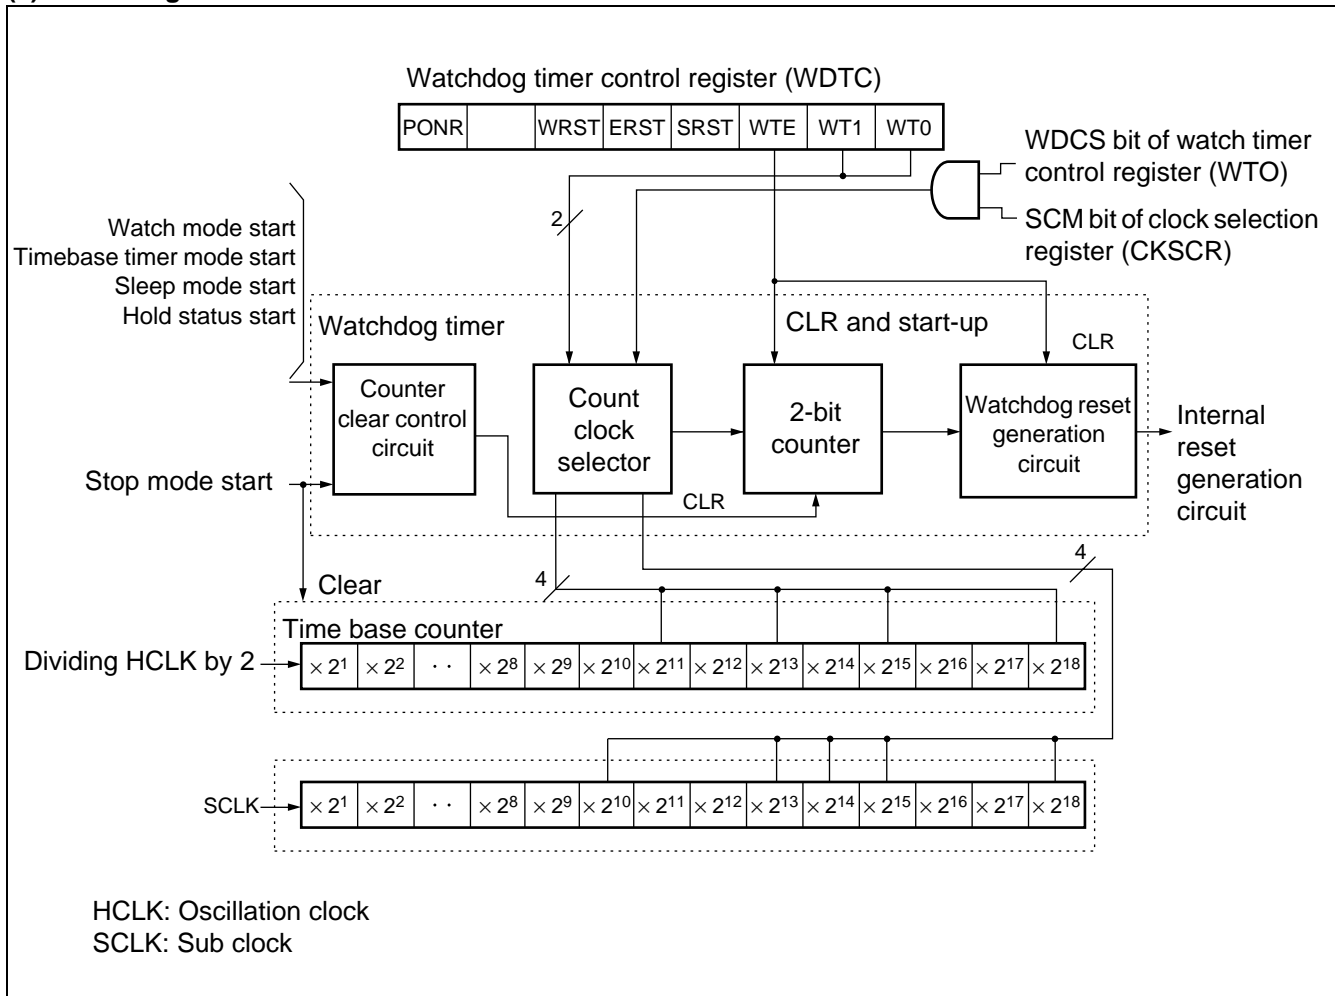 Watchdog timer control register (WDTC)
PONR WRST ERST SRST WTE WT1 WT0
WDCS bit of watch timer
control register (WTO)
SCM bit of clock selection
register (CKSCR)
2
Watch mode start
Timebase timer mode start
Sleep mode start
Hold status start
Watchdog timer
CLR and start-up
CLR
Counter
clear control
circuit
Count
clock
selector
2-bit
counter
Watchdog reset
generation
circuit
Internal
reset
generation
circuit
Stop mode start
CLR
4
4
Clear
Time base counter
Dividing HCLK by 2
× 2¹ × 2² ·· × 2⁸ × 2⁹ × 2¹⁰ × 2¹¹ × 2¹² × 2¹³ × 2¹⁴ × 2¹⁵ × 2¹⁶ × 2¹⁷ × 2¹⁸
SCLK
× 2¹ × 2² ·· × 2⁸ × 2⁹ × 2¹⁰ × 2¹¹ × 2¹² × 2¹³ × 2¹⁴ × 2¹⁵ × 2¹⁶ × 2¹⁷ × 2¹⁸
HCLK: Oscillation clock
SCLK: Sub clock